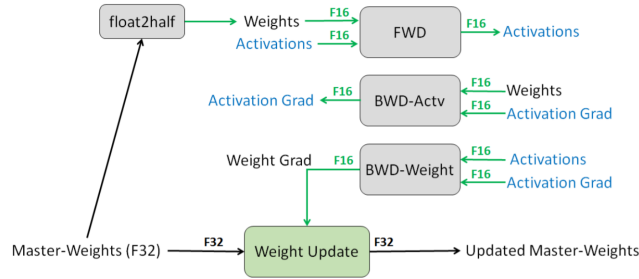 float2half
Weights
F16
Activations
F16
FWD
F16
Activations
Activation Grad
F16
BWD-Actv
F16
Weights
F16
Activation Grad
Weight Grad
F16
BWD-Weight
F16
Activations
F16
Activation Grad
Master-Weights (F32)
F32
Weight Update
F32
Updated Master-Weights